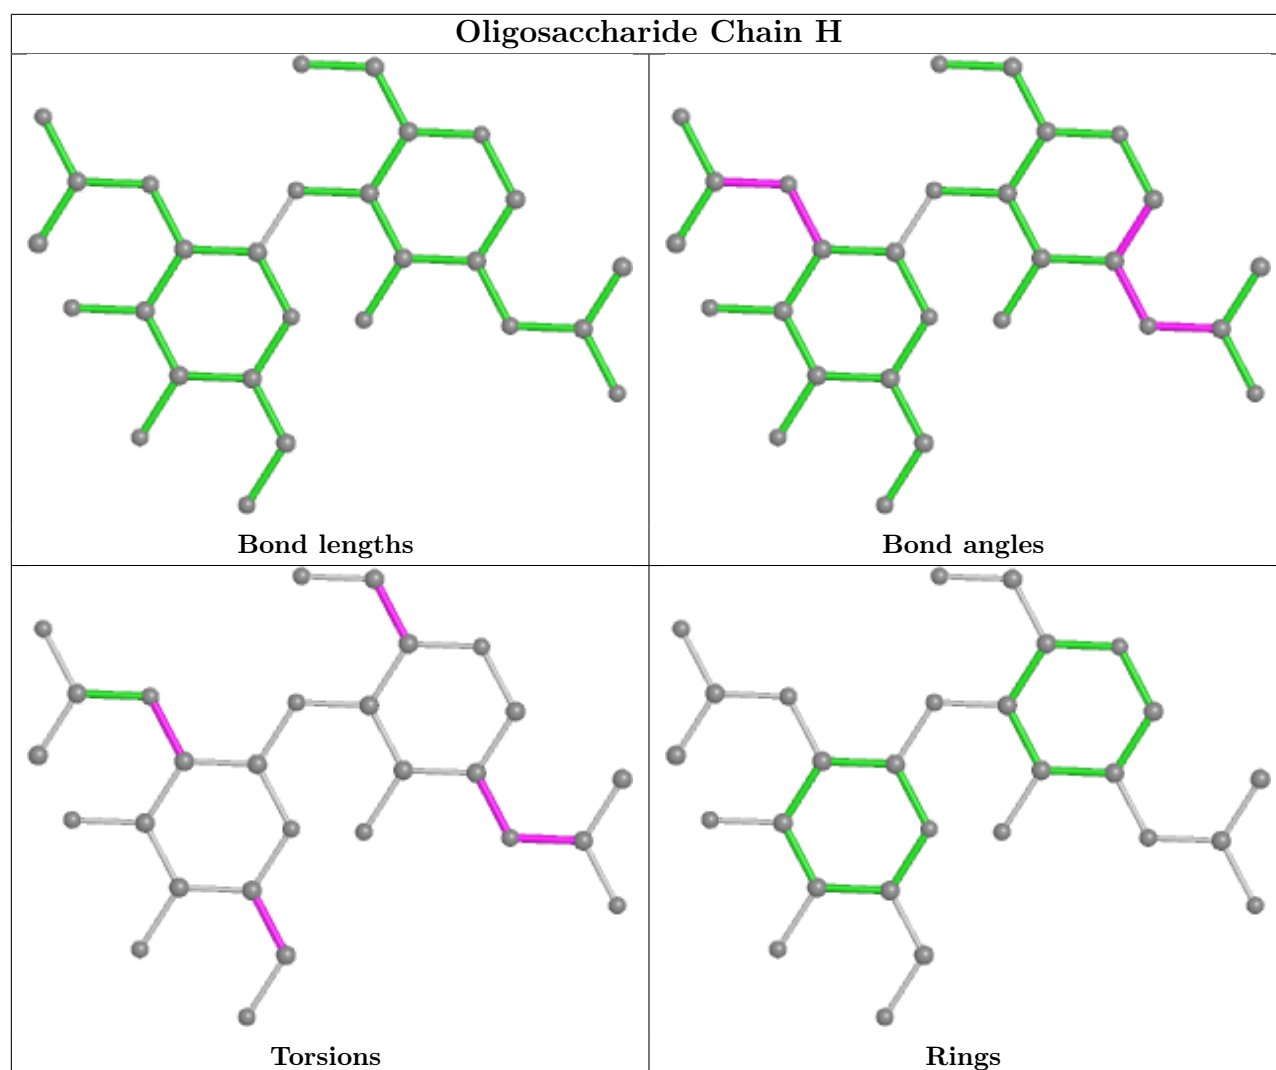 Oligosaccharide Chain H
Bond lengths
Bond angles
Torsions
Rings